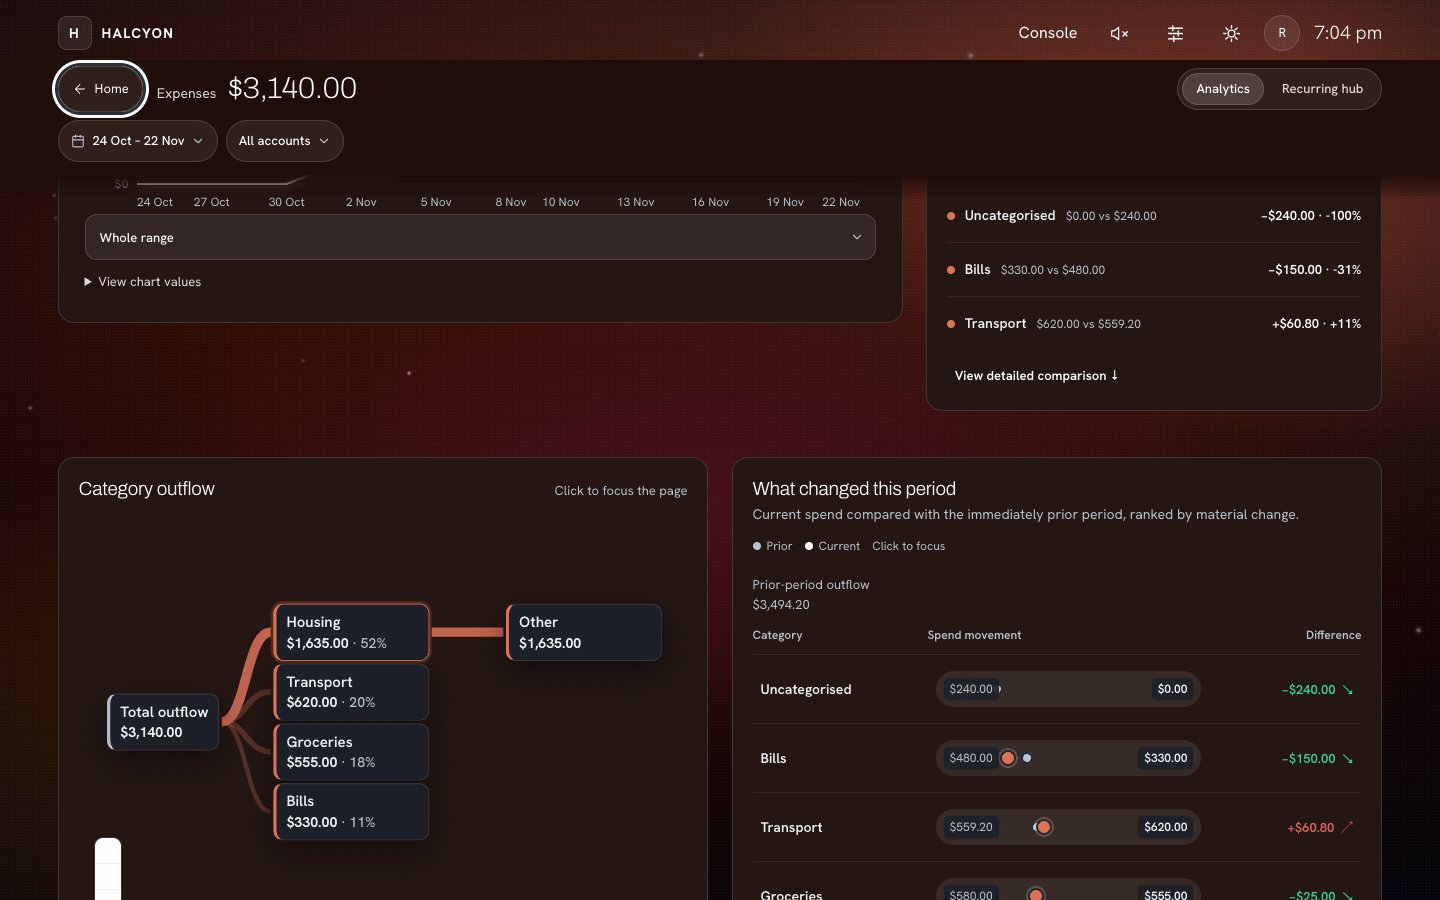 H HALCYON
Console
R
7:04 pm
← Home
Expenses $3,140.00
Analytics
Recurring hub
24 Oct – 22 Nov
All accounts
$0
24 Oct 27 Oct 30 Oct 2 Nov 5 Nov 8 Nov 10 Nov 13 Nov 16 Nov 19 Nov 22 Nov
Whole range
▶ View chart values
Uncategorised $0.00 vs $240.00 −$240.00 · -100%
Bills $330.00 vs $480.00 −$150.00 · -31%
Transport $620.00 vs $559.20 +$60.80 · +11%
View detailed comparison ↓
Category outflow
Click to focus the page
Total outflow
$3,140.00
Housing
$1,635.00 · 52%
Transport
$620.00 · 20%
Groceries
$555.00 · 18%
Bills
$330.00 · 11%
Other
$1,635.00
What changed this period
Current spend compared with the immediately prior period, ranked by material change.
Prior Current Click to focus
Prior-period outflow
$3,494.20
Category Spend movement Difference
Uncategorised $240.00 $0.00 −$240.00 ↘
Bills $480.00 $330.00 −$150.00 ↘
Transport $559.20 $620.00 +$60.80 ↗
Groceries $580.00 $555.00 −$25.00 ↘